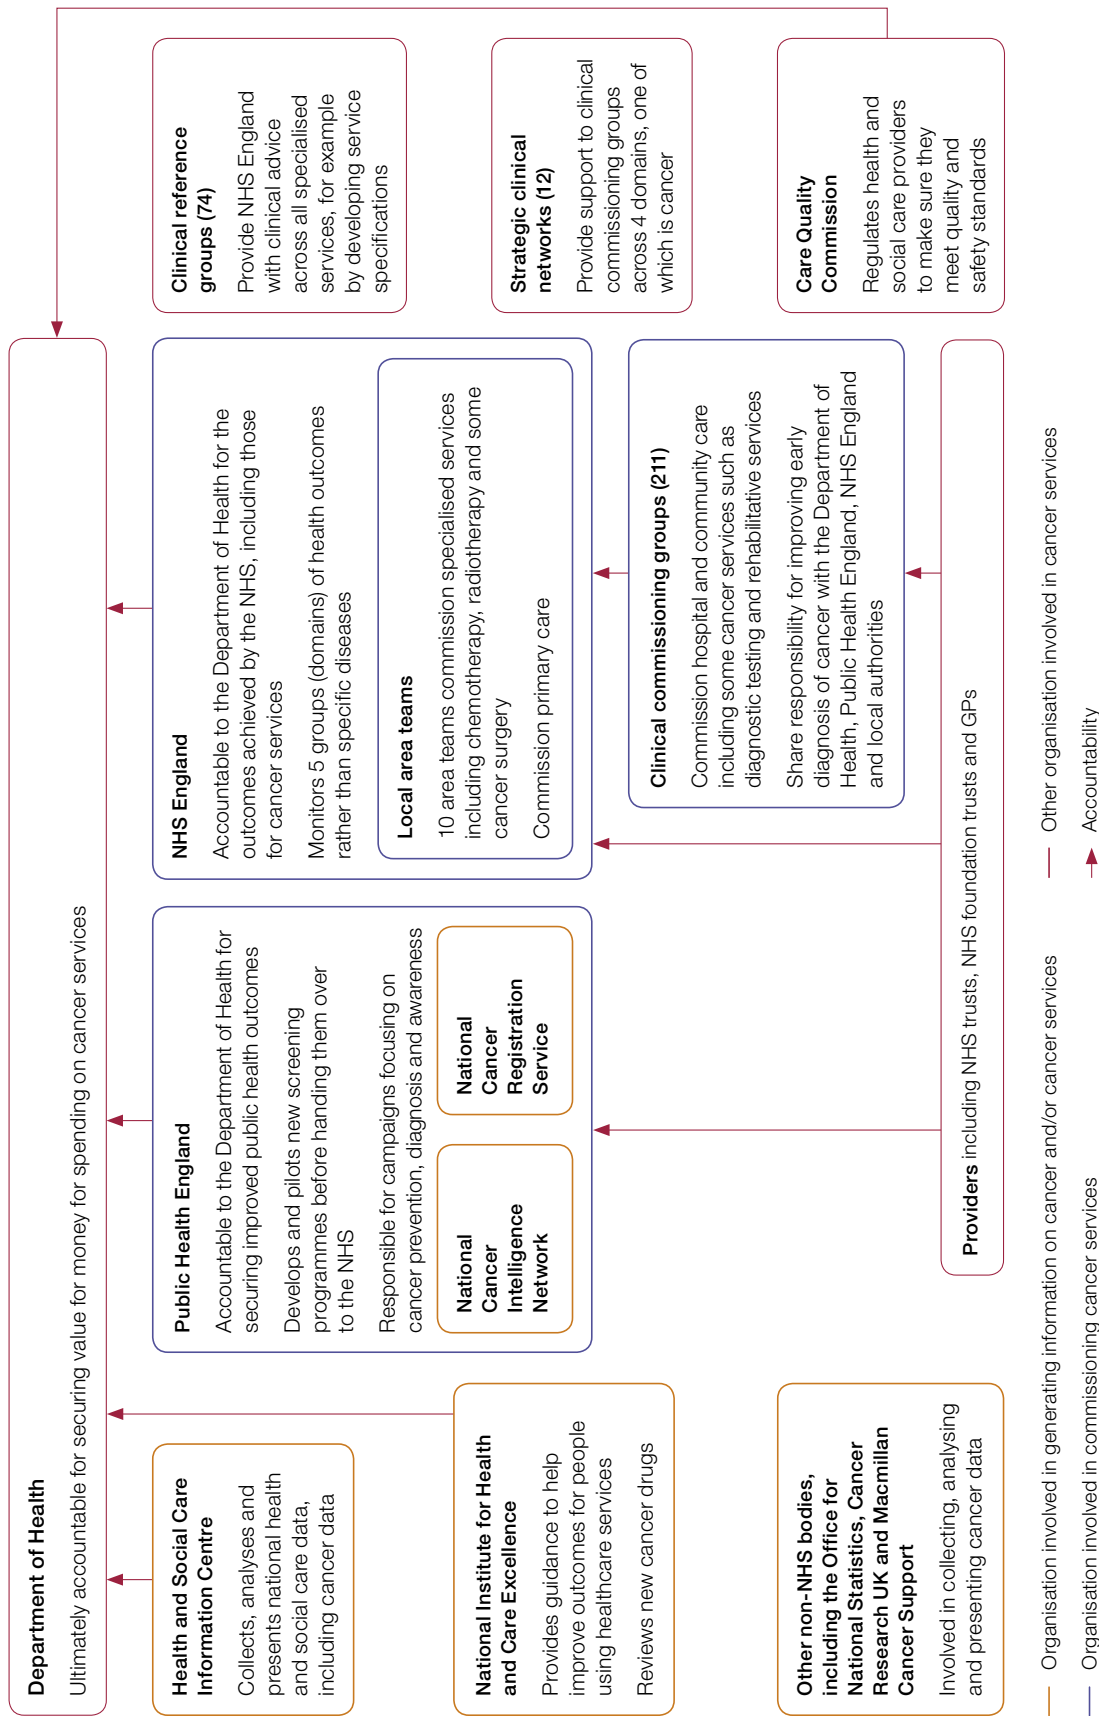 Department of Health
Ultimately accountable for securing value for money for spending on cancer services
Health and Social Care
Information Centre
Collects, analyses and
presents national health
and social care data,
including cancer data
National Institute for Health
and Care Excellence
Provides guidance to help
improve outcomes for people
using healthcare services
Reviews new cancer drugs
Other non-NHS bodies,
including the Office for
National Statistics, Cancer
Research UK and Macmillan
Cancer Support
Involved in collecting, analysing
and presenting cancer data
Public Health England
Accountable to the Department of Health for
securing improved public health outcomes
Develops and pilots new screening
programmes before handing them over
to the NHS
Responsible for campaigns focusing on
cancer prevention, diagnosis and awareness
National
Cancer
Intelligence
Network
National
Cancer
Registration
Service
NHS England
Accountable to the Department of Health for the
outcomes achieved by the NHS, including those
for cancer services
Monitors 5 groups (domains) of health outcomes
rather than specific diseases
Local area teams
10 area teams commission specialised services
including chemotherapy, radiotherapy and some
cancer surgery
Commission primary care
Clinical commissioning groups (211)
Commission hospital and community care
including some cancer services such as
diagnostic testing and rehabilitative services
Share responsibility for improving early
diagnosis of cancer with the Department of
Health, Public Health England, NHS England
and local authorities
Providers including NHS trusts, NHS foundation trusts and GPs
Clinical reference
groups (74)
Provide NHS England
with clinical advice
across all specialised
services, for example
by developing service
specifications
Strategic clinical
networks (12)
Provide support to clinical
commissioning groups
across 4 domains, one of
which is cancer
Care Quality
Commission
Regulates health and
social care providers
to make sure they
meet quality and
safety standards
Organisation involved in generating information on cancer and/or cancer services
Other organisation involved in cancer services
Organisation involved in commissioning cancer services
Accountability